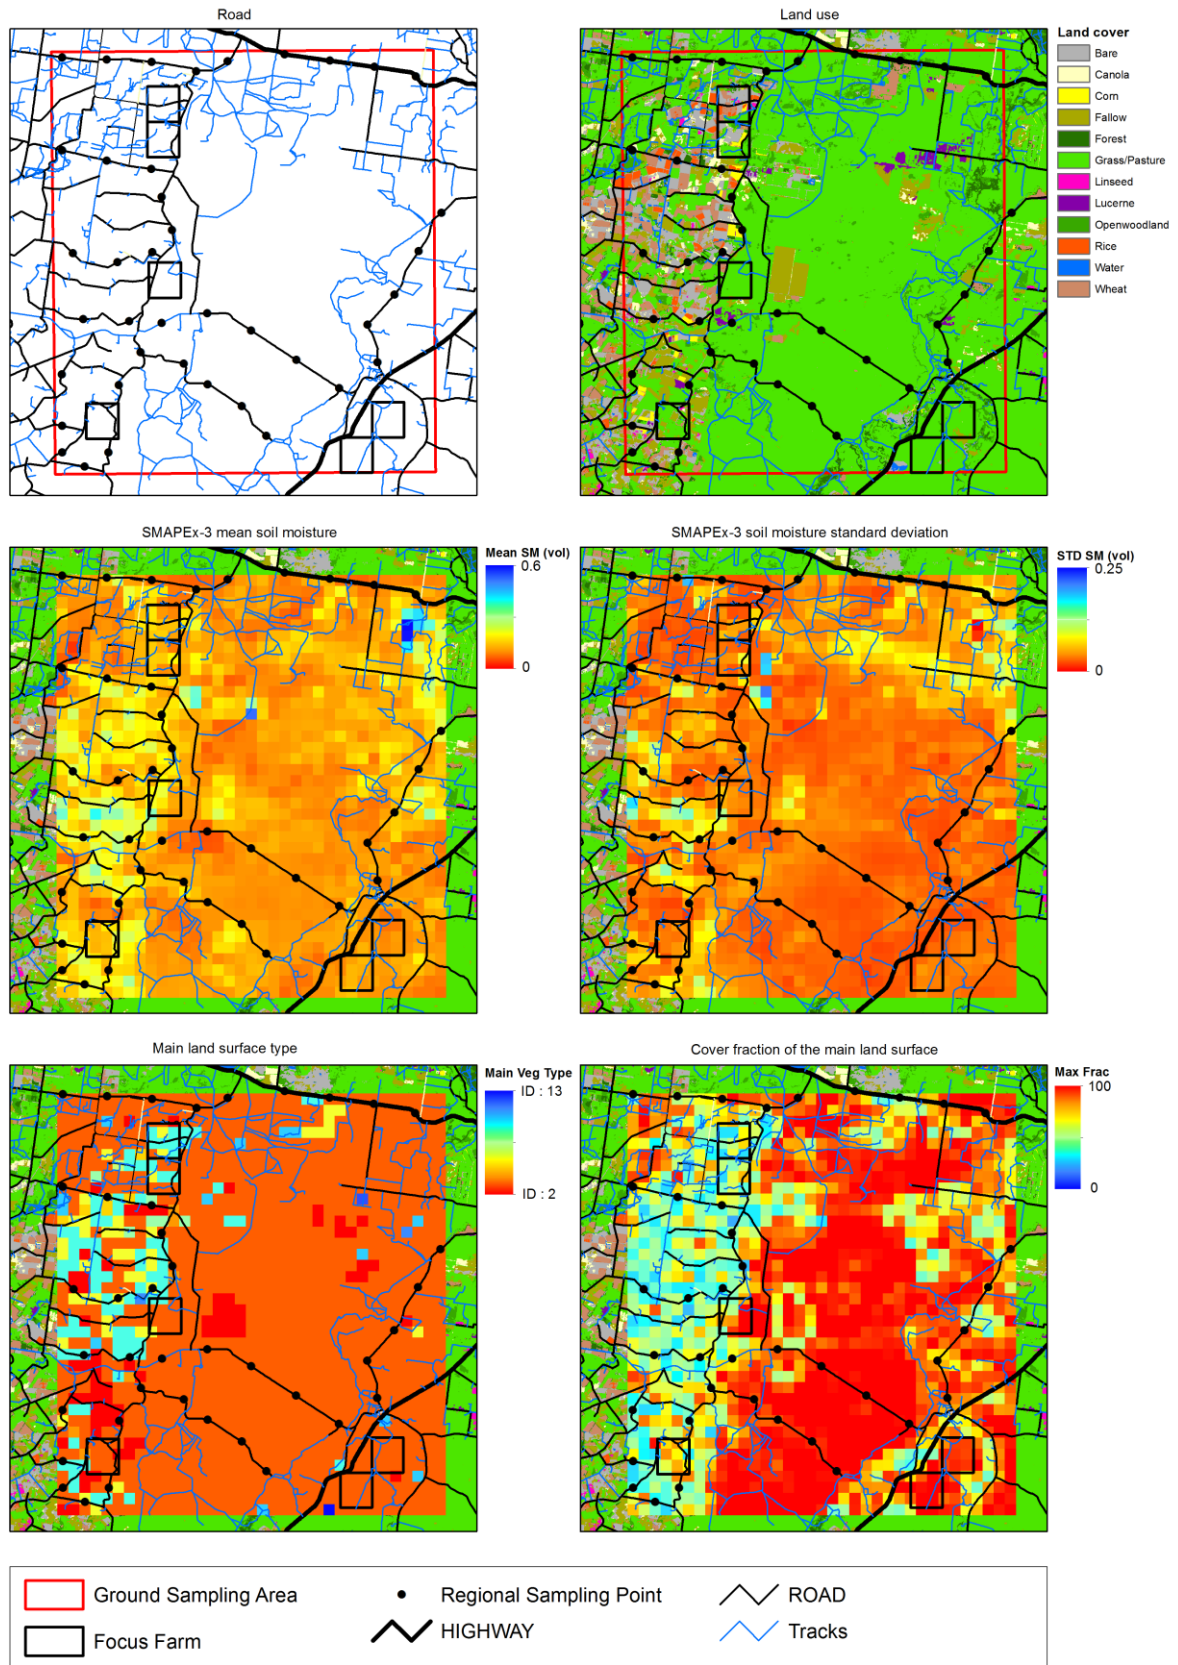 Road
Land use
Land cover
Bare
Canola
Corn
Fallow
Forest
Grass/Pasture
Linseed
Lucerne
Openwoodland
Rice
Water
Wheat
SMAPEx-3 mean soil moisture
Mean SM (vol)
0.6
0
SMAPEx-3 soil moisture standard deviation
STD SM (vol)
0.25
0
Main land surface type
Main Veg Type
ID : 13
ID : 2
Cover fraction of the main land surface
Max Frac
100
0
Ground Sampling Area
Regional Sampling Point
ROAD
Focus Farm
HIGHWAY
Tracks